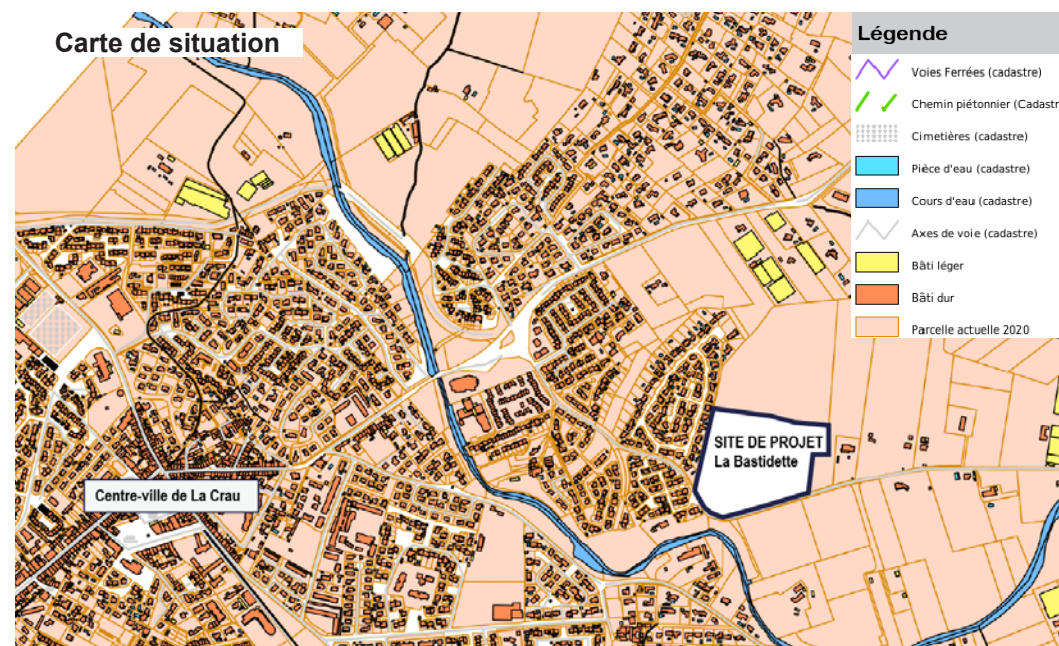 Carte de situation
Légende
Voies Ferrées (cadastre)
Chemin piétonnier (Cadastr
Cimetières (cadastre)
Pièce d'eau (cadastre)
Cours d'eau (cadastre)
Axes de voie (cadastre)
Bâti léger
Bâti dur
Parcelle actuelle 2020
SITE DE PROJET
La Bastidette
Centre-ville de La Crau